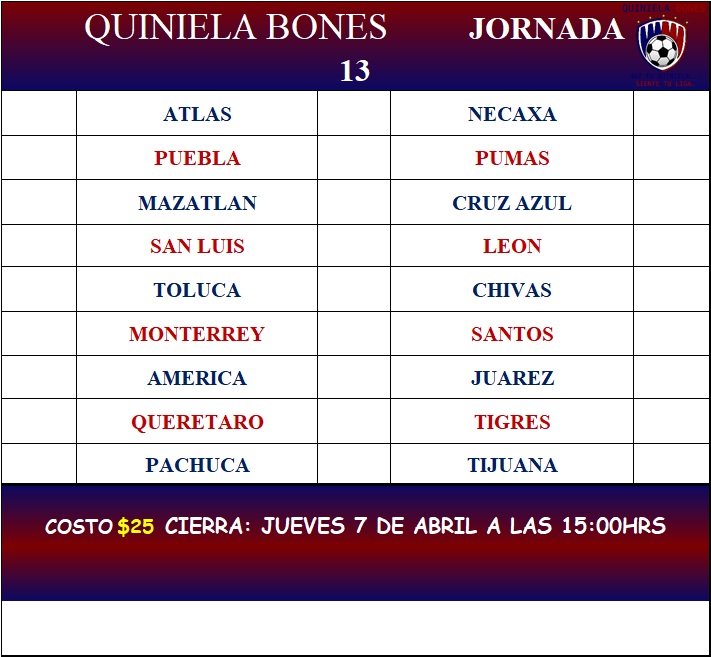 QUINIELA BONES JORNADA
13
QUINIELA
ATLAS NECAXA
PUEBLA PUMAS
MAZATLAN CRUZ AZUL
SAN LUIS LEON
TOLUCA CHIVAS
MONTERREY SANTOS
AMERICA JUAREZ
QUERETARO TIGRES
PACHUCA TIJUANA
COSTO $25 CIERRA: JUEVES 7 DE ABRIL A LAS 15:00HRS